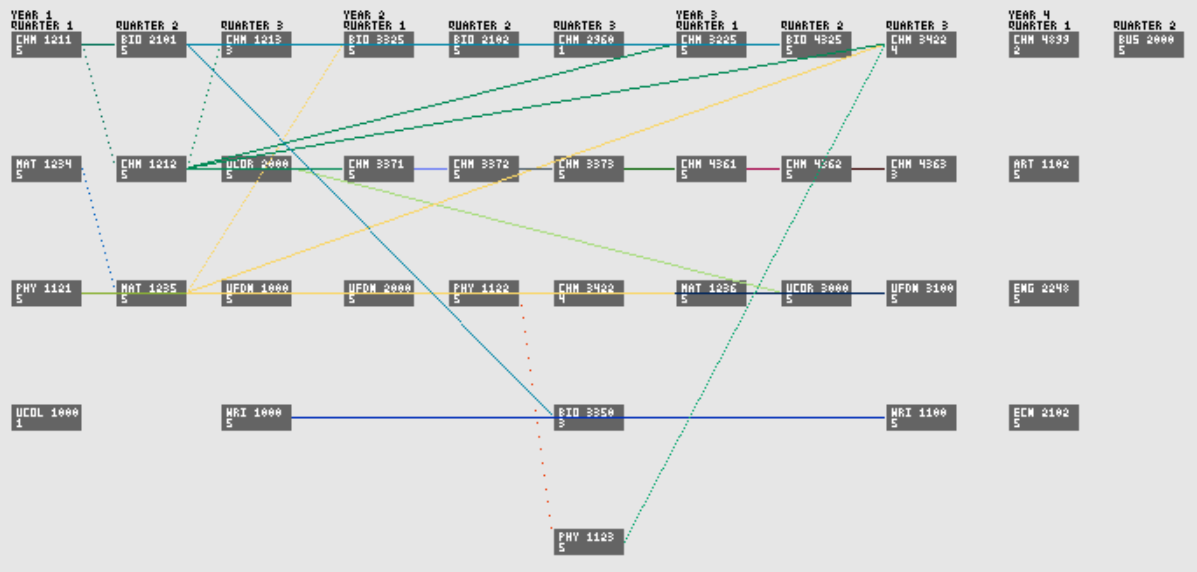 YEAR 1 YEAR 2 YEAR 3 YEAR 4
QUARTER 1 QUARTER 2 QUARTER 3 QUARTER 1 QUARTER 2 QUARTER 3 QUARTER 1 QUARTER 2 QUARTER 3 QUARTER 1 QUARTER 2
CHM 1211 BIO 2101 CHM 1213 BIO 3325 BIO 2102 CHM 2960 CHM 3225 BIO 4325 CHM 3422 CHM 4899 BUS 2000
5 5 3 5 5 1 5 5 4 2 5
MAT 1234 CHM 1212 UCOR 2000 CHM 3371 CHM 3372 CHM 3373 CHM 4361 CHM 4362 CHM 4363 ART 1102
5 5 5 5 5 5 5 5 3 5
PHY 1121 MAT 1235 UFDN 1000 UFDN 2000 PHY 1122 CHM 3422 MAT 1236 UCOR 3000 UFDN 3100 ENG 2248
5 5 5 5 5 4 5 5 5 5
UCOL 1000 WRI 1000 BIO 3350 WRI 1100 ECN 2102
1 5 3 5 5
PHY 1123
5